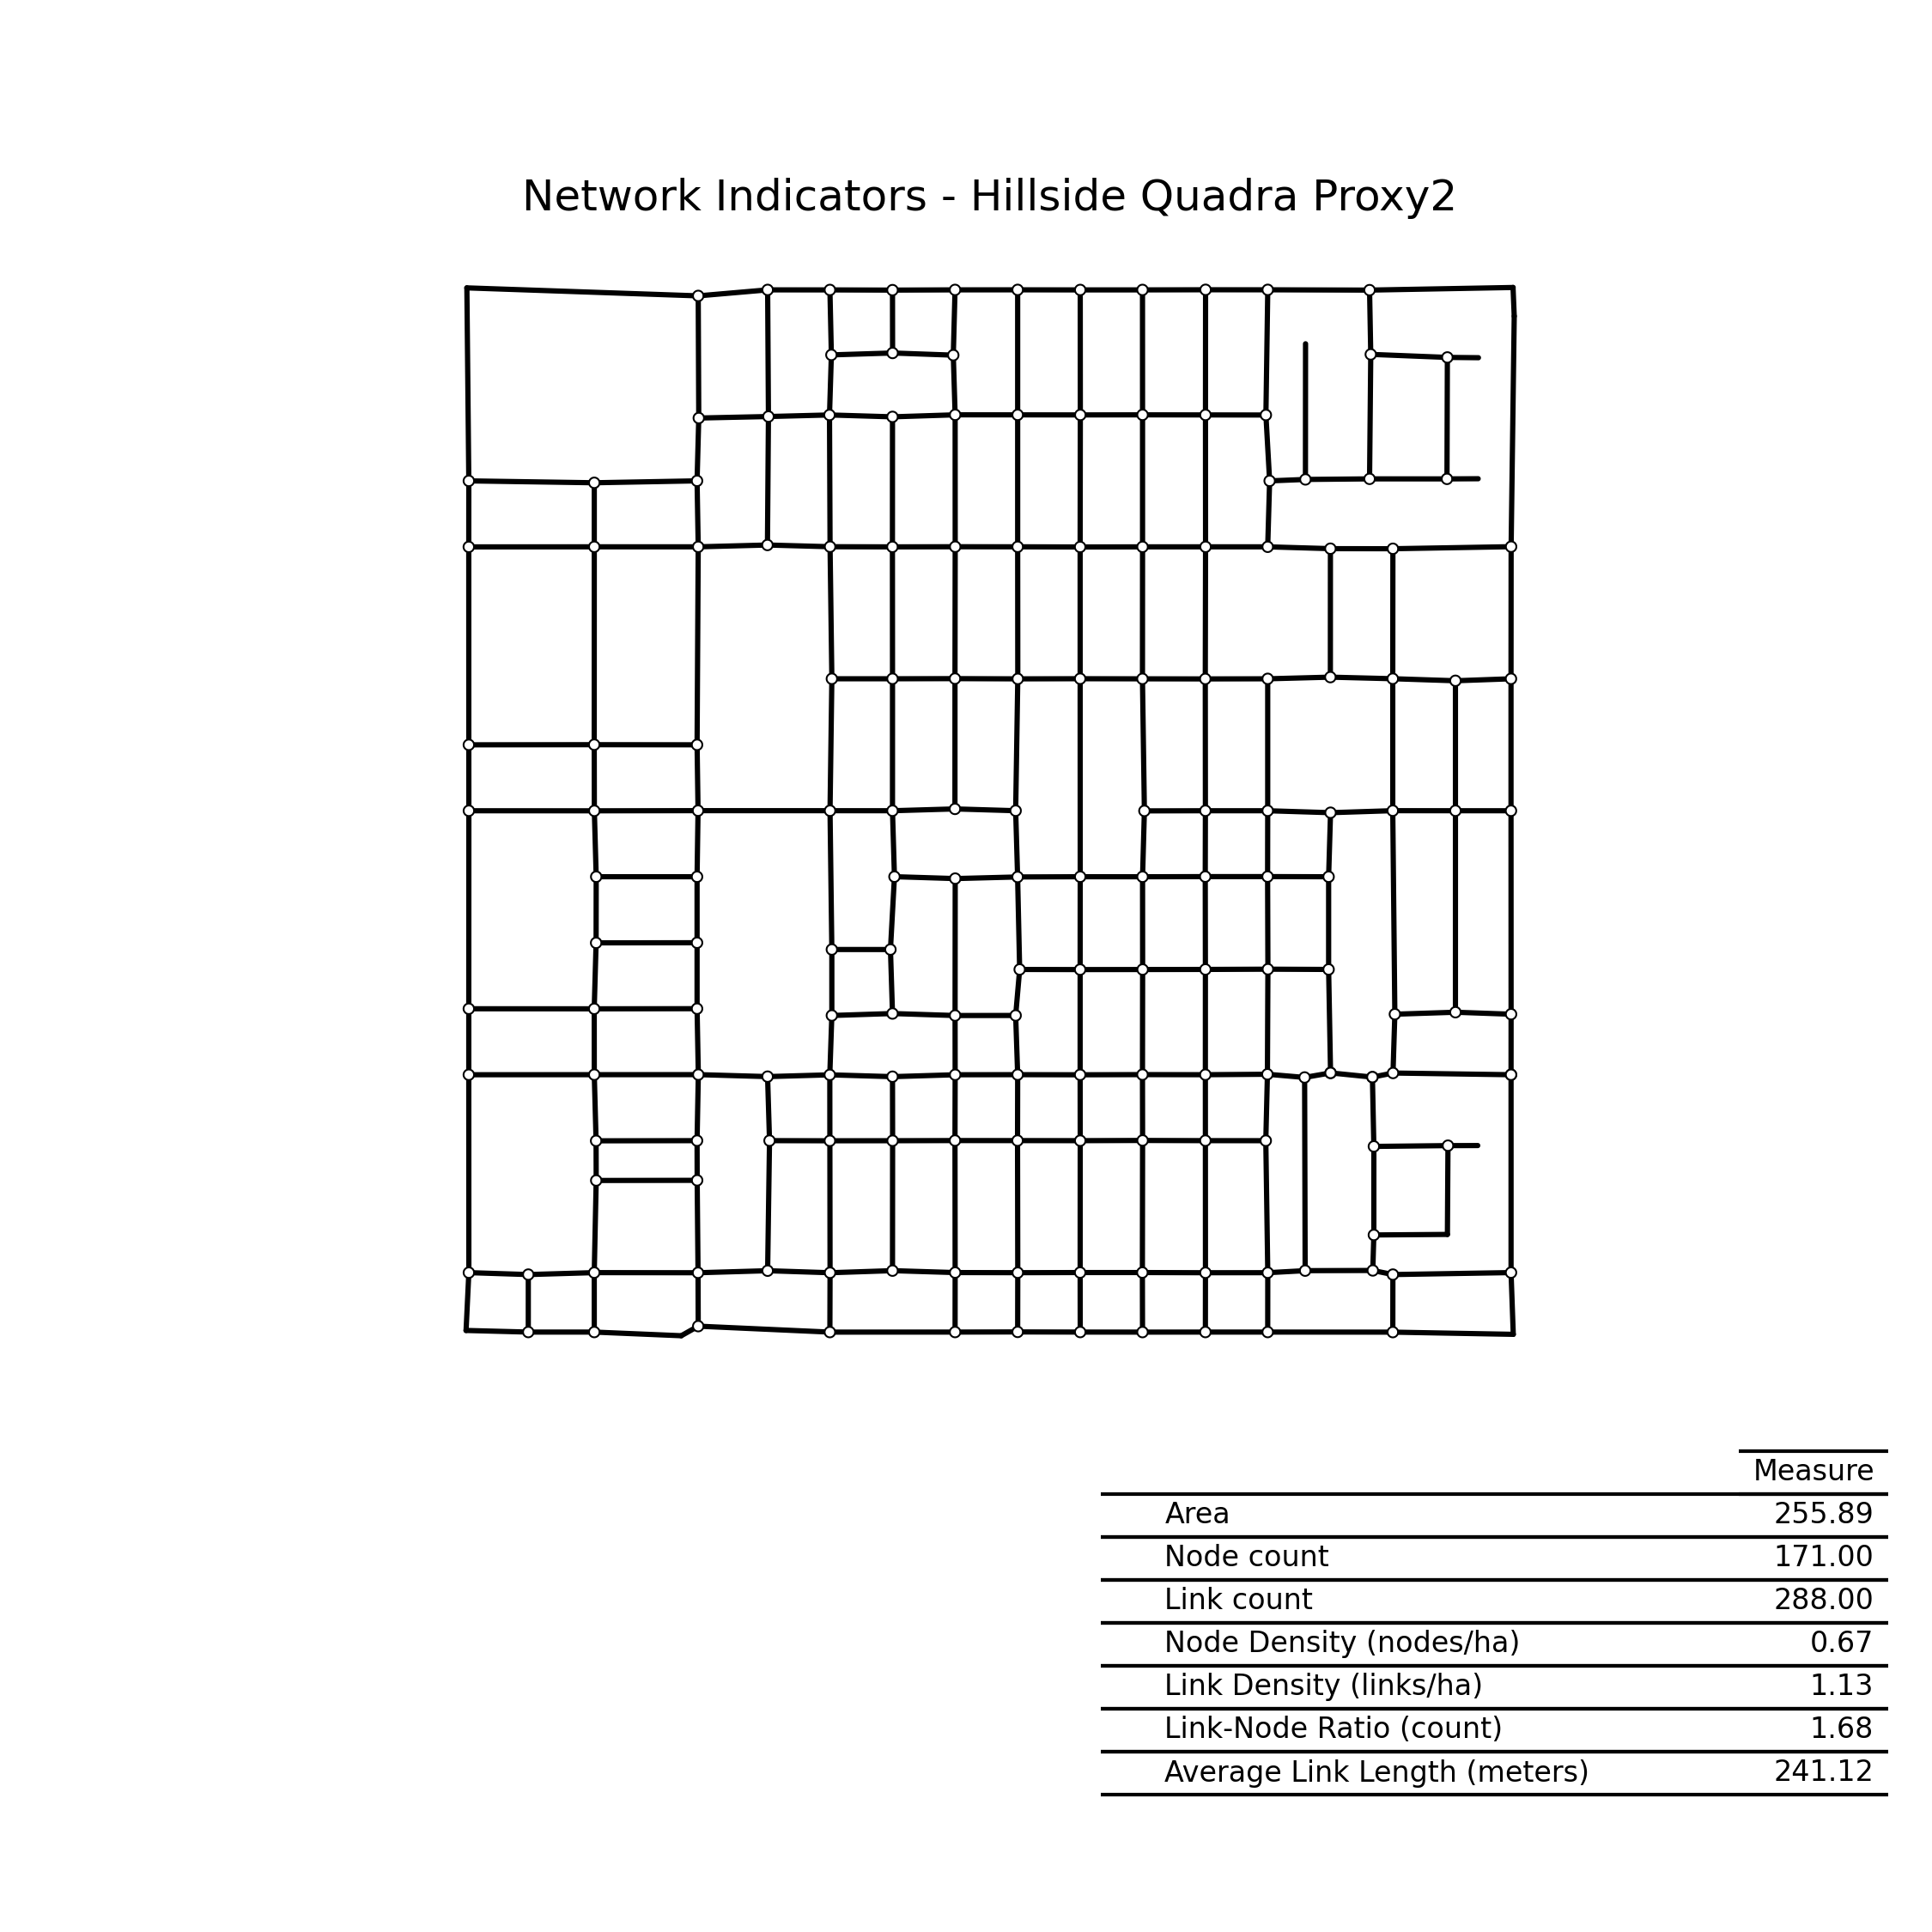 Network Indicators - Hillside Quadra Proxy2
Measure
Area 255.89
Node count 171.00
Link count 288.00
Node Density (nodes/ha) 0.67
Link Density (links/ha) 1.13
Link-Node Ratio (count) 1.68
Average Link Length (meters) 241.12